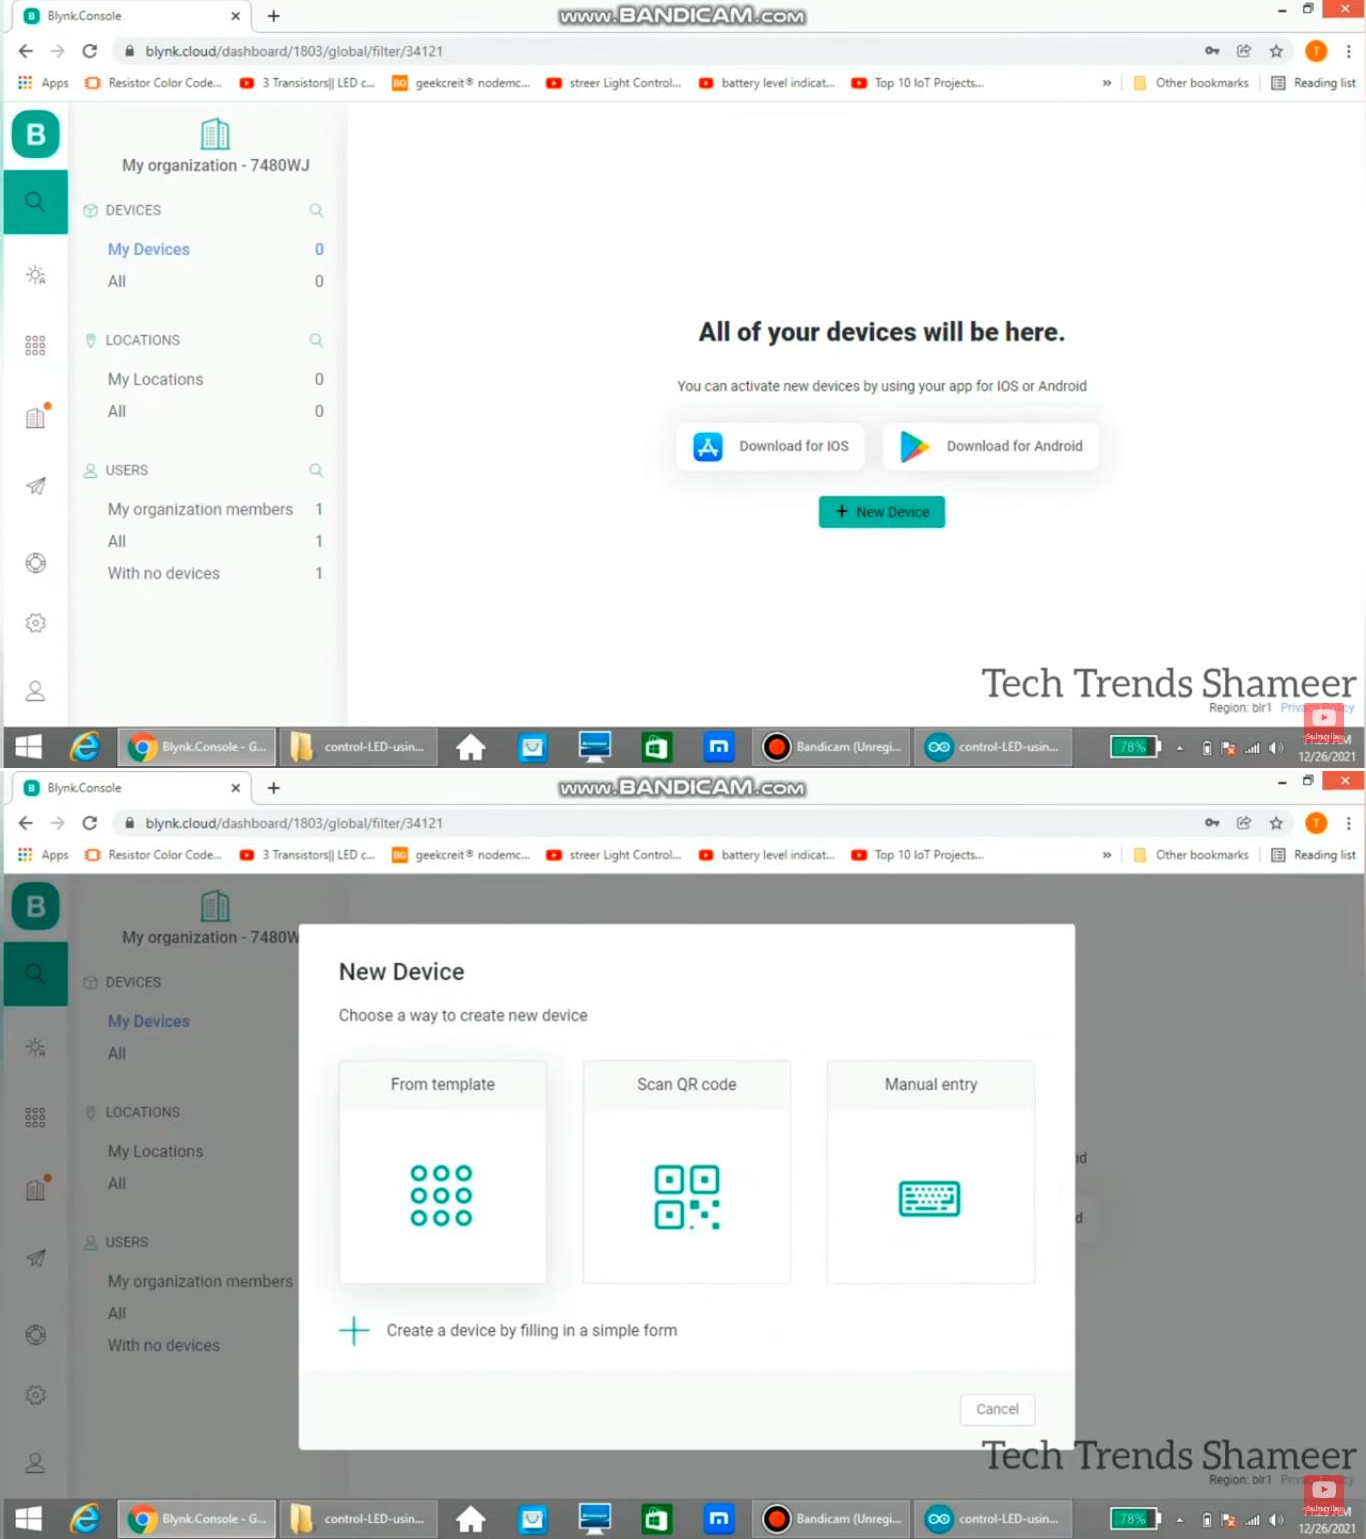 Blynk.Console
www.BANDICAM.com
blynk.cloud/dashboard/1803/global/filter/34121
T
Apps Resistor Color Code... 3 Transistors|| LED c... BG geekcreit® nodemc... streer Light Control... battery level indicat... Top 10 IoT Projects... » Other bookmarks Reading list
B
My organization - 7480WJ
DEVICES
My Devices 0
All 0
LOCATIONS
My Locations 0
All 0
USERS
My organization members 1
All 1
With no devices 1
All of your devices will be here.
You can activate new devices by using your app for IOS or Android
Download for IOS Download for Android
+ New Device
Tech Trends Shameer
Region: blr1 Privacy Policy
Subscribe
Blynk.Console - G... control-LED-usin... Bandicam (Unregi... control-LED-usin... 78%
12/26/2021
Blynk.Console
www.BANDICAM.com
blynk.cloud/dashboard/1803/global/filter/34121
T
Apps Resistor Color Code... 3 Transistors|| LED c... BG geekcreit® nodemc... streer Light Control... battery level indicat... Top 10 IoT Projects... » Other bookmarks Reading list
B
My organization - 7480W
DEVICES
My Devices
All
LOCATIONS
My Locations
All
USERS
My organization members
All
With no devices
New Device
Choose a way to create new device
From template Scan QR code Manual entry
id
d
Create a device by filling in a simple form
Cancel
Tech Trends Shameer
Region: blr1
Subscribe
Blynk.Console - G... control-LED-usin... Bandicam (Unregi... control-LED-usin... 78%
12/26/2021